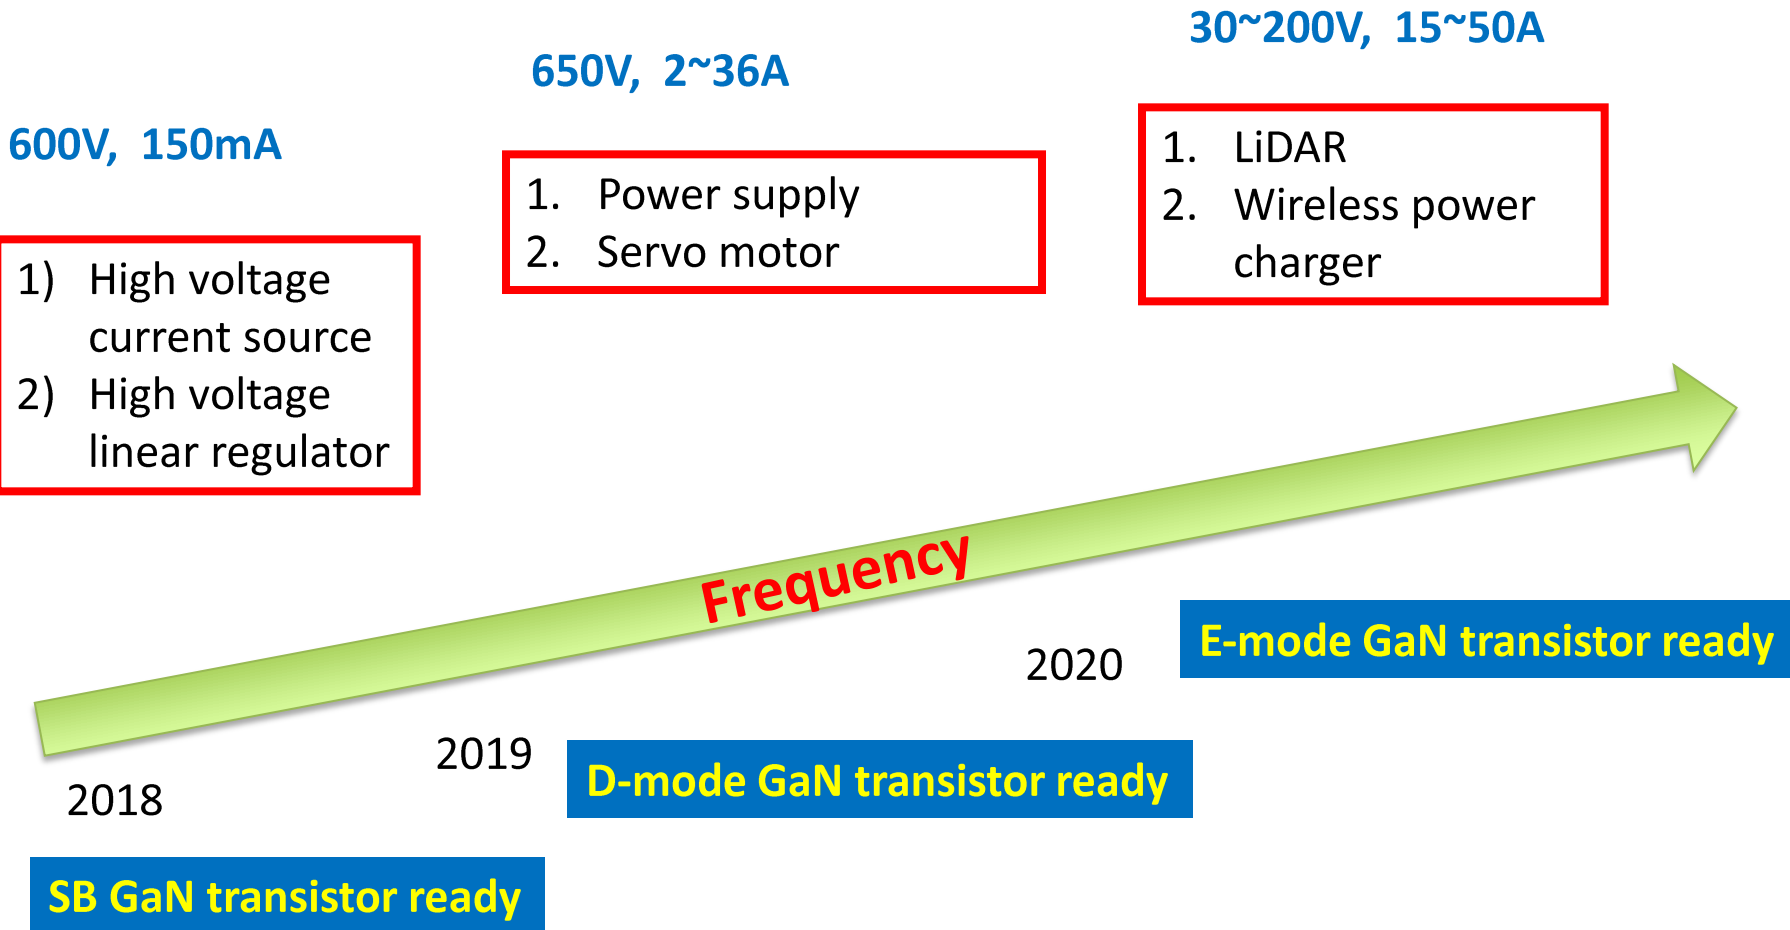 600V, 150mA
1) High voltage
current source
2) High voltage
linear regulator
650V, 2~36A
1. Power supply
2. Servo motor
30~200V, 15~50A
1. LiDAR
2. Wireless power
charger
Frequency
2018
SB GaN transistor ready
2019
D-mode GaN transistor ready
2020
E-mode GaN transistor ready